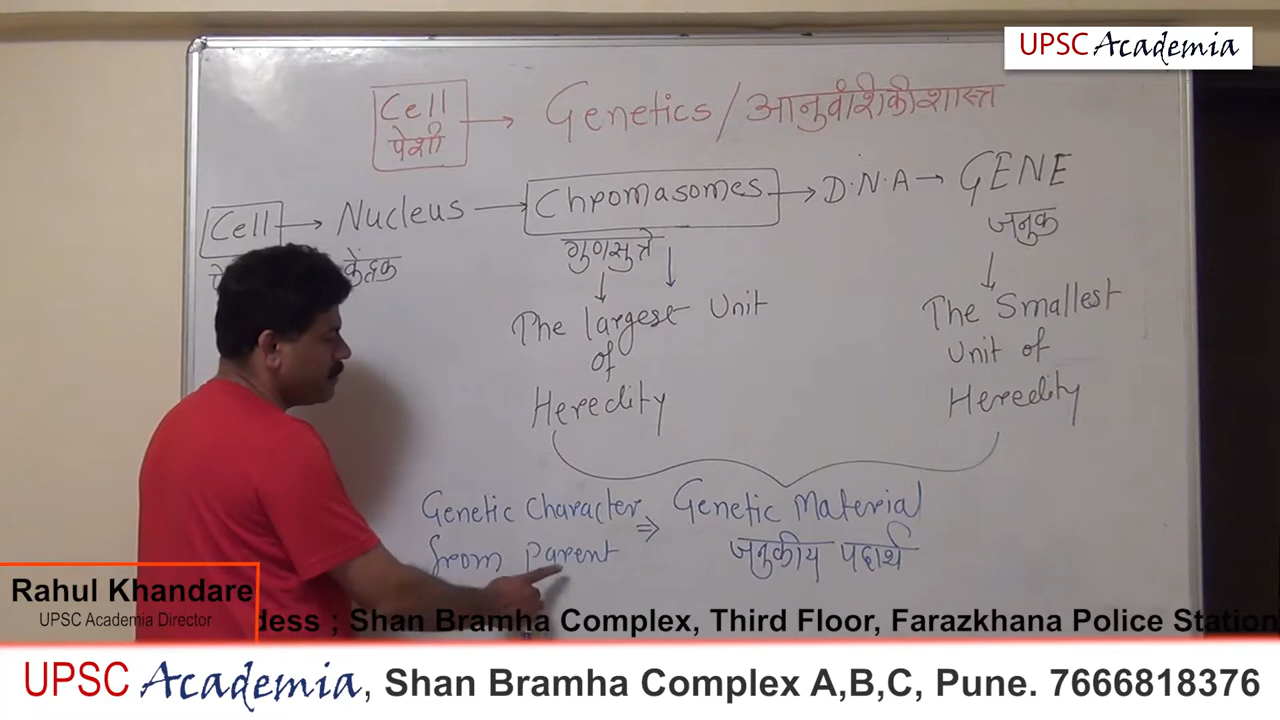 UPSC Academia
Cell
पेशी
Genetics/आनुवंशिकीशास्त्र
Cell → Nucleus → Chromasomes → D.N.A → GENE
केंद्रक
गुणसुत्रे
जनुक
The largest Unit
of
Heredity
The Smallest
Unit of
Heredity
Genetic Character
from Parent
⇒ Genetic Material
जनुकीय पदार्थ
Rahul Khandare
UPSC Academia Director
dess ; Shan Bramha Complex, Third Floor, Farazkhana Police Station
UPSC Academia, Shan Bramha Complex A,B,C, Pune. 7666818376